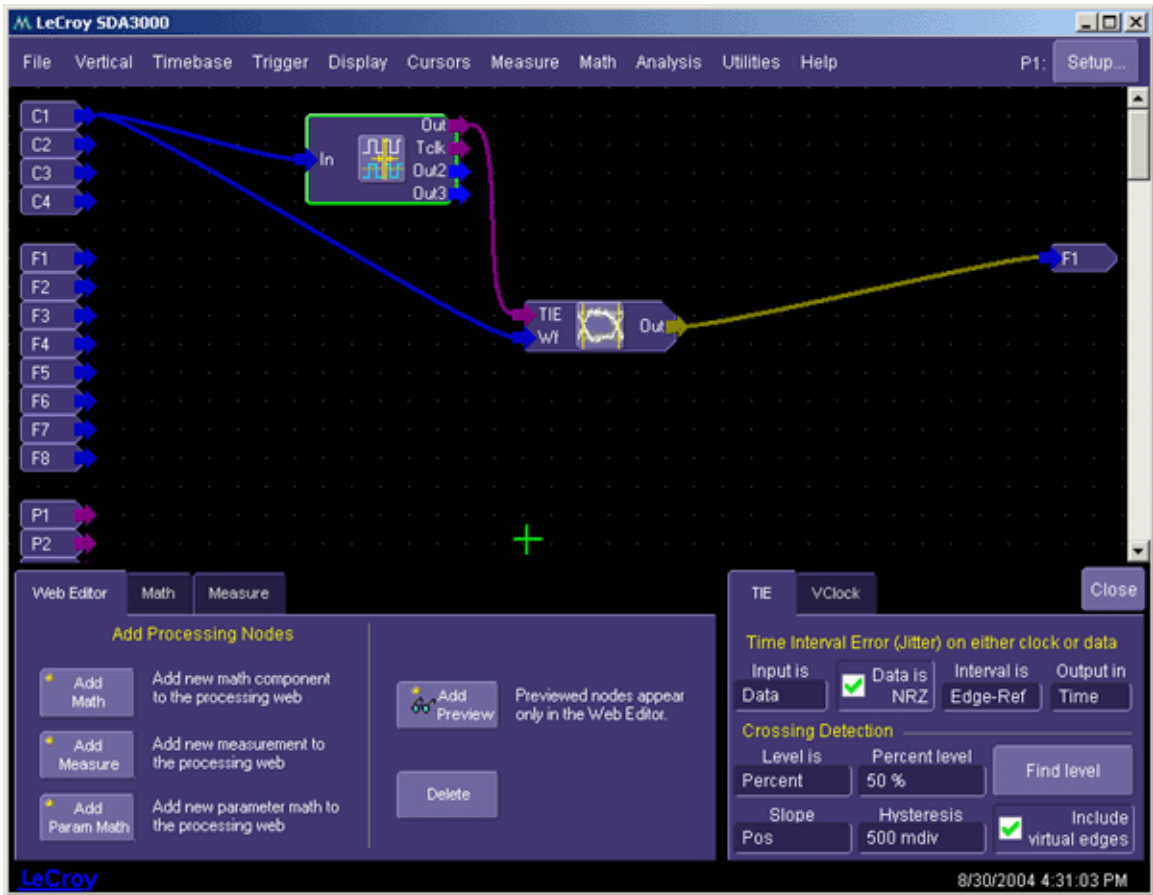 LeCroy SDA3000
File Vertical Timebase Trigger Display Cursors Measure Math Analysis Utilities Help P1: Setup...
C1
C2
C3
C4
F1
F2
F3
F4
F5
F6
F7
F8
P1
P2
In
Out
Tclk
Out2
Out3
TIE
Wf
Out
F1
Web Editor Math Measure
Add Processing Nodes
Add
Math
Add new math component
to the processing web
Add
Measure
Add new measurement to
the processing web
Add
Param Math
Add new parameter math to
the processing web
Add
Preview
Previewed nodes appear
only in the Web Editor.
Delete
TIE VClock Close
Time Interval Error (Jitter) on either clock or data
Input is
Data
Data is
NRZ
Interval is
Edge-Ref
Output in
Time
Crossing Detection
Level is
Percent
Percent level
50 %
Find level
Slope
Pos
Hysteresis
500 mdiv
Include
virtual edges
LeCroy
8/30/2004 4:31:03 PM